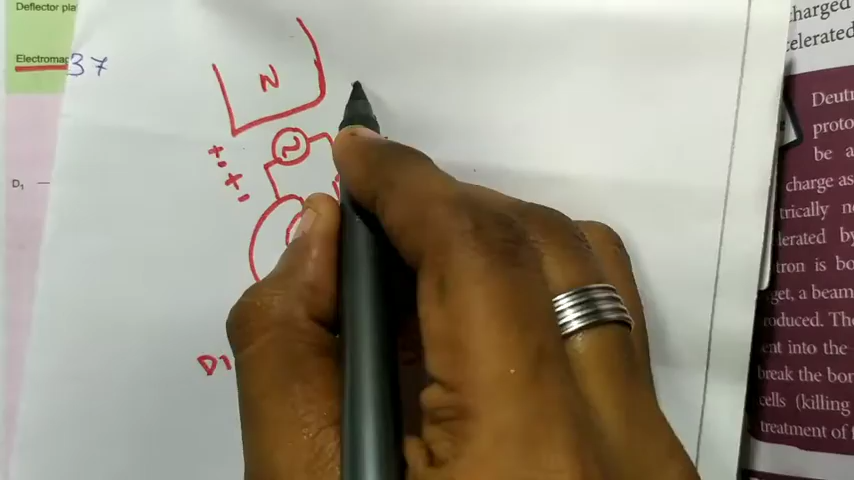 Deflector pla
Electromag
37
D₁
N
N
+
-
+
-
D1
charged
celerated
Deut
proto
be a
charge as
trically n
lerated by
tron is bo
get, a beam
roduced. The
ent into the
break the bon
cells (killing
treatment of